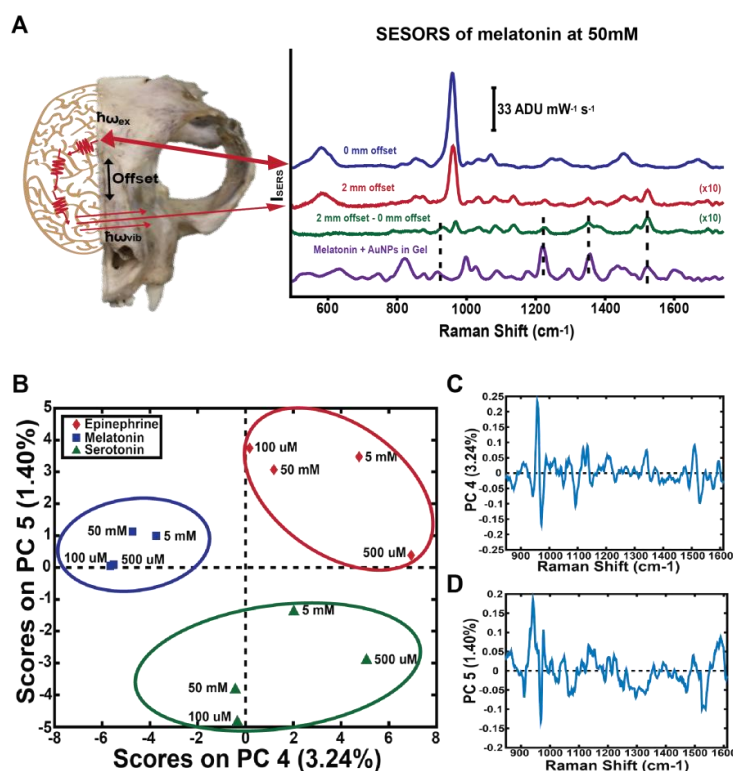 A
SESORS of melatonin at 50mM
ħωex
Offset
ħωvib
ISERS
33 ADU mW-1 s-1
0 mm offset
2 mm offset
(x10)
2 mm offset - 0 mm offset
(x10)
Melatonin + AuNPs in Gel
600 800 1000 1200 1400 1600
Raman Shift (cm-1)
B
Scores on PC 5 (1.40%)
5
4
3
2
1
0
-1
-2
-3
-4
-5
Epinephrine
Melatonin
Serotonin
100 uM
50 mM
5 mM
500 uM
50 mM
5 mM
100 uM
500 uM
5 mM
500 uM
50 mM
100 uM
-8 -6 -4 -2 0 2 4 6 8
Scores on PC 4 (3.24%)
C
PC 4 (3.24%)
0.25
0.2
0.15
0.1
0.05
0
-0.05
-0.1
-0.15
-0.2
-0.25
900 1000 1100 1200 1300 1400 1500 1600
Raman Shift (cm-1)
D
PC 5 (1.40%)
0.2
0.15
0.1
0.05
0
-0.05
-0.1
-0.15
-0.2
900 1000 1100 1200 1300 1400 1500 1600
Raman Shift (cm-1)